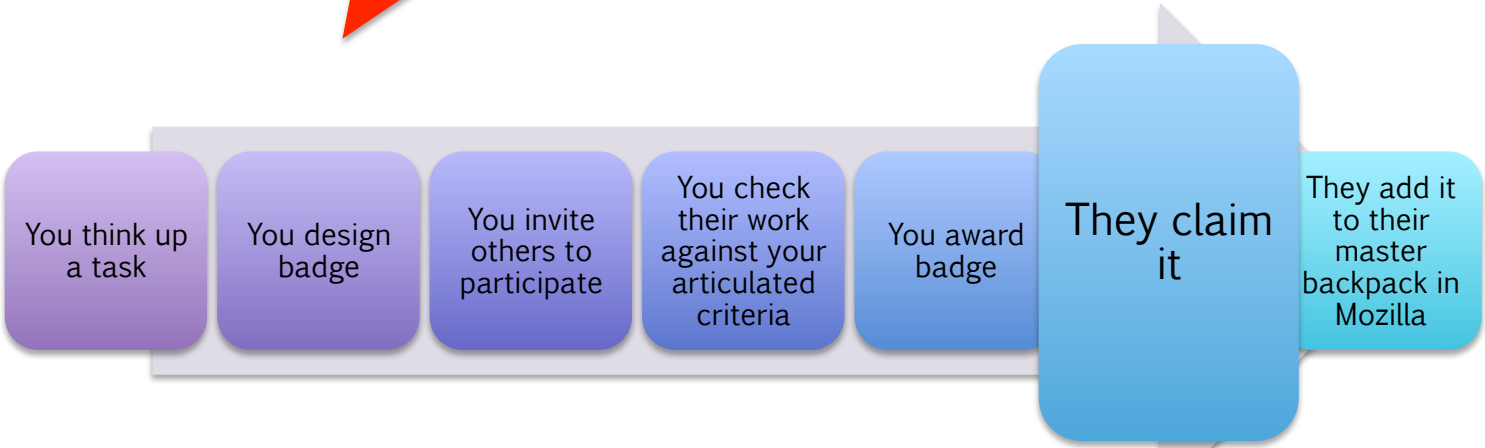 You think up
a task
You design
badge
You invite
others to
participate
You check
their work
against your
articulated
criteria
You award
badge
They claim
it
They add it
to their
master
backpack in
Mozilla